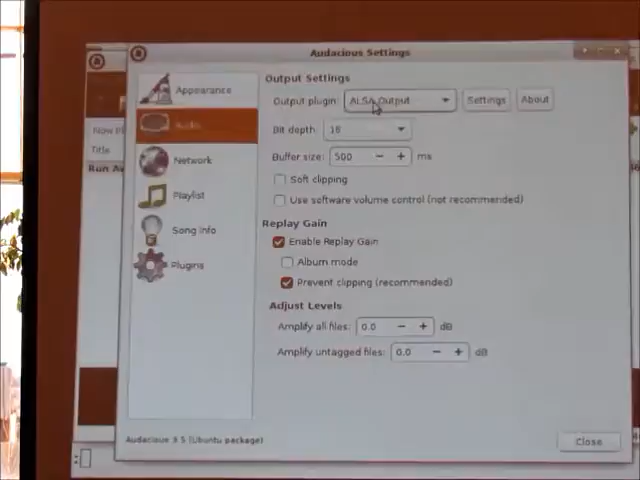 Audacious Settings
Appearance
Audio
Network
Playlist
Song Info
Plugins
Output Settings
Output plugin: ALSA Output Settings About
Bit depth: 16
Buffer size: 500 − + ms
Soft clipping
Use software volume control (not recommended)
Replay Gain
Enable Replay Gain
Album mode
Prevent clipping (recommended)
Adjust Levels
Amplify all files: 0.0 − + dB
Amplify untagged files: 0.0 − + dB
Audacious 3.5 (Ubuntu package)
Close
Now
Title
Run